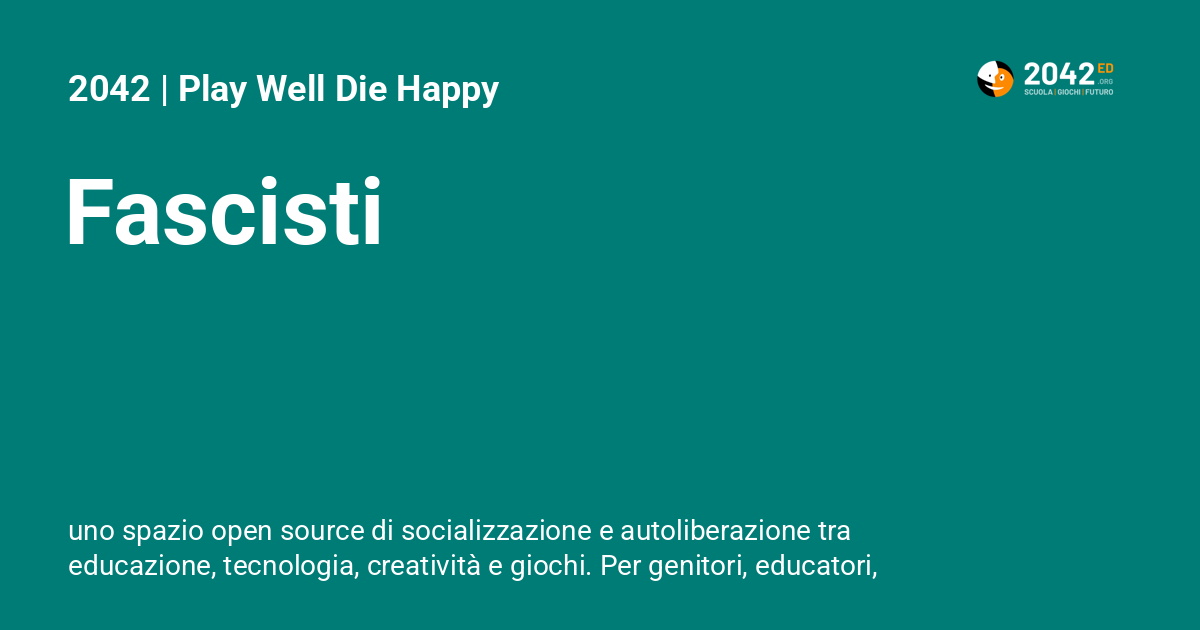 2042 | Play Well Die Happy
2042 ED
.ORG
SCUOLA | GIOCHI | FUTURO
Fascisti
uno spazio open source di socializzazione e autoliberazione tra
educazione, tecnologia, creatività e giochi. Per genitori, educatori,